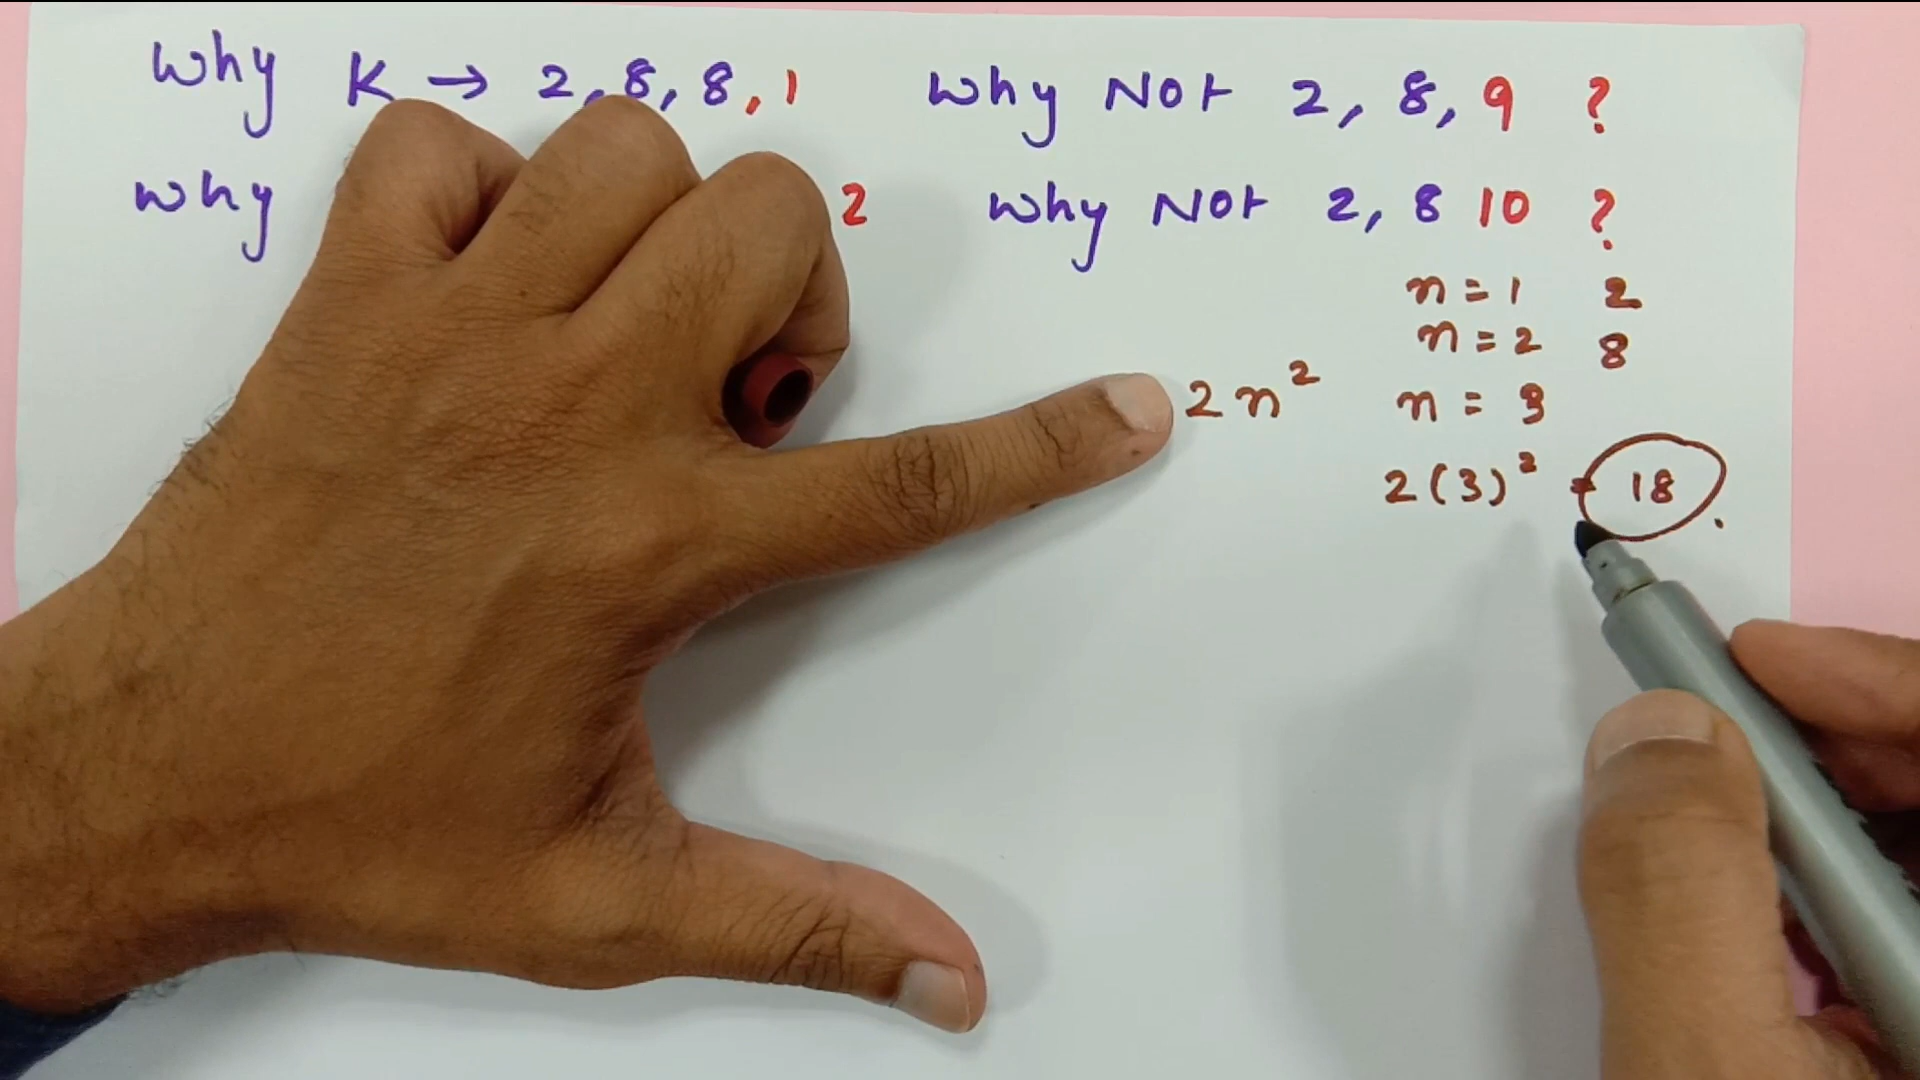 Why K → 2, 8, 8, 1 Why Not 2, 8, 9 ?
Why 2 Why Not 2, 8 10 ?
n = 1 2
n = 2 8
2n² n = 3
2(3)² = 18.